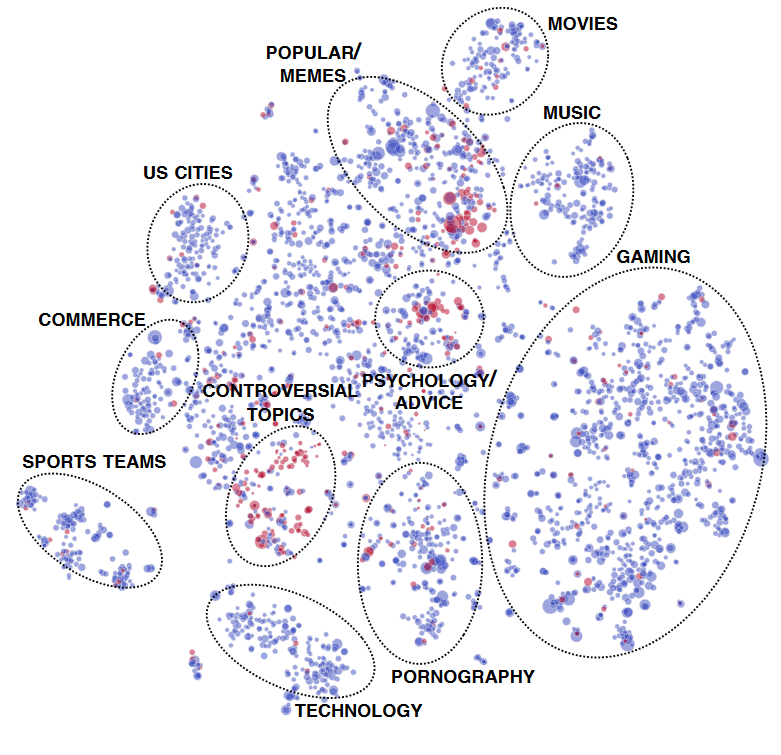 MOVIES
POPULAR/
MEMES
MUSIC
US CITIES
GAMING
COMMERCE
PSYCHOLOGY/
ADVICE
CONTROVERSIAL
TOPICS
SPORTS TEAMS
PORNOGRAPHY
TECHNOLOGY